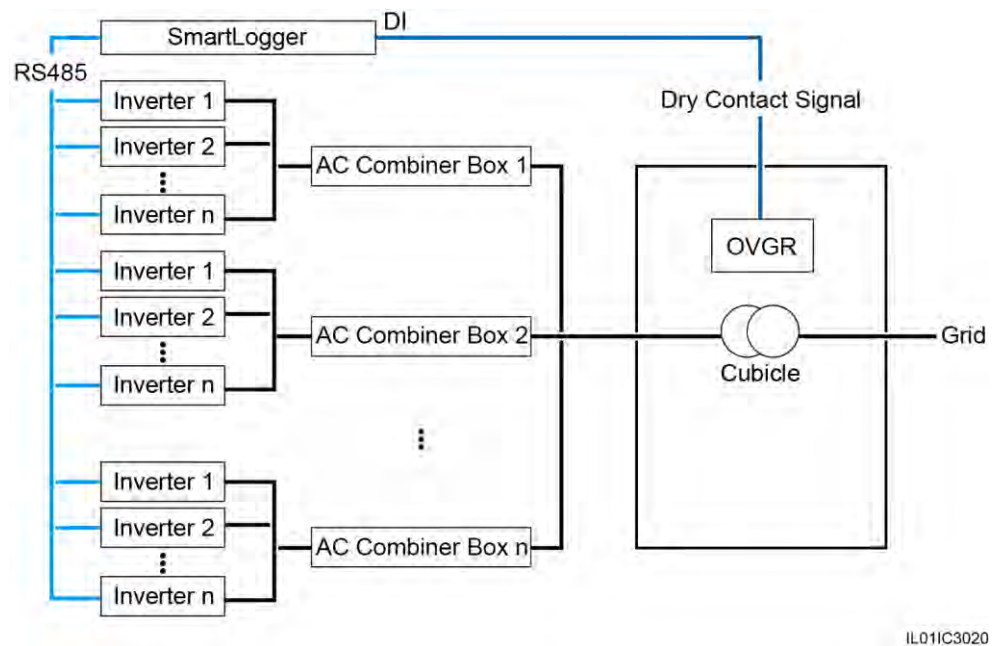 DI
SmartLogger
RS485
Inverter 1
Inverter 2
Inverter n
AC Combiner Box 1
Inverter 1
Inverter 2
Inverter n
AC Combiner Box 2
Inverter 1
Inverter 2
Inverter n
AC Combiner Box n
Dry Contact Signal
OVGR
Cubicle
Grid
IL01IC3020